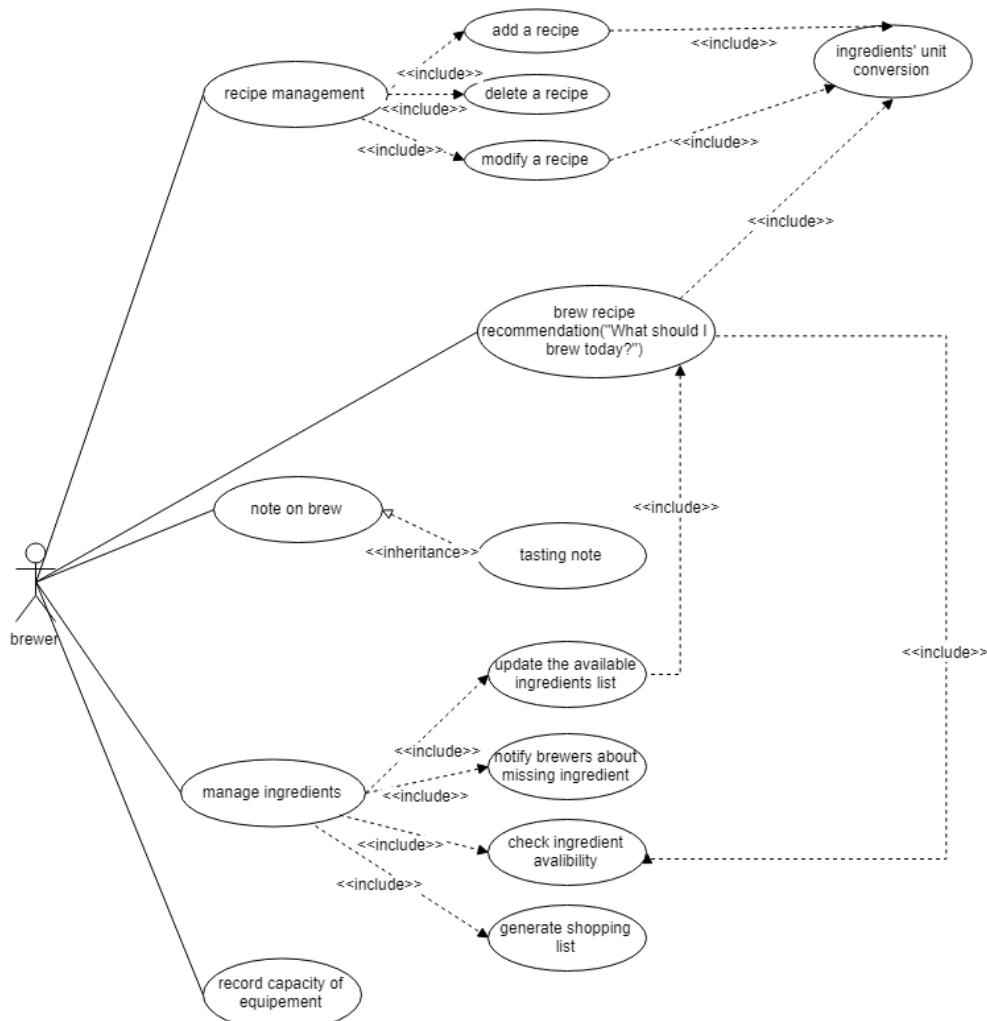 add a recipe
<<include>>
ingredients' unit
conversion
<<include>>
recipe management
delete a recipe
<<include>>
<<include>>
<<include>>
modify a recipe
<<include>>
brew recipe
recommendation("What should I
brew today?")
note on brew
<<include>>
<<inheritance>>
tasting note
brewer
<<include>>
update the available
ingredients list
<<include>>
notify brewers about
missing ingredient
manage ingredients
<<include>>
<<include>>
check ingredient
avalibility
<<include>>
generate shopping
list
record capacity of
equipement